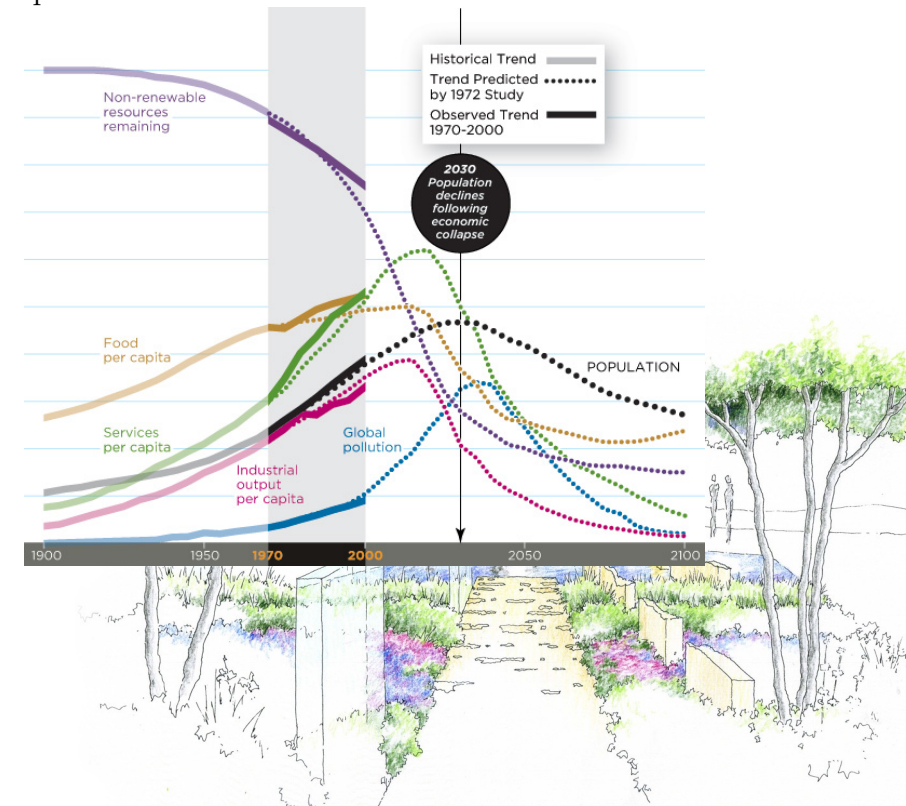 Historical Trend
Trend Predicted
by 1972 Study
Observed Trend
1970-2000
Non-renewable
resources
remaining
2030
Population
declines
following
economic
collapse
Food
per capita
POPULATION
Services
per capita
Global
pollution
Industrial
output
per capita
1900 1950 1970 2000 2050 2100